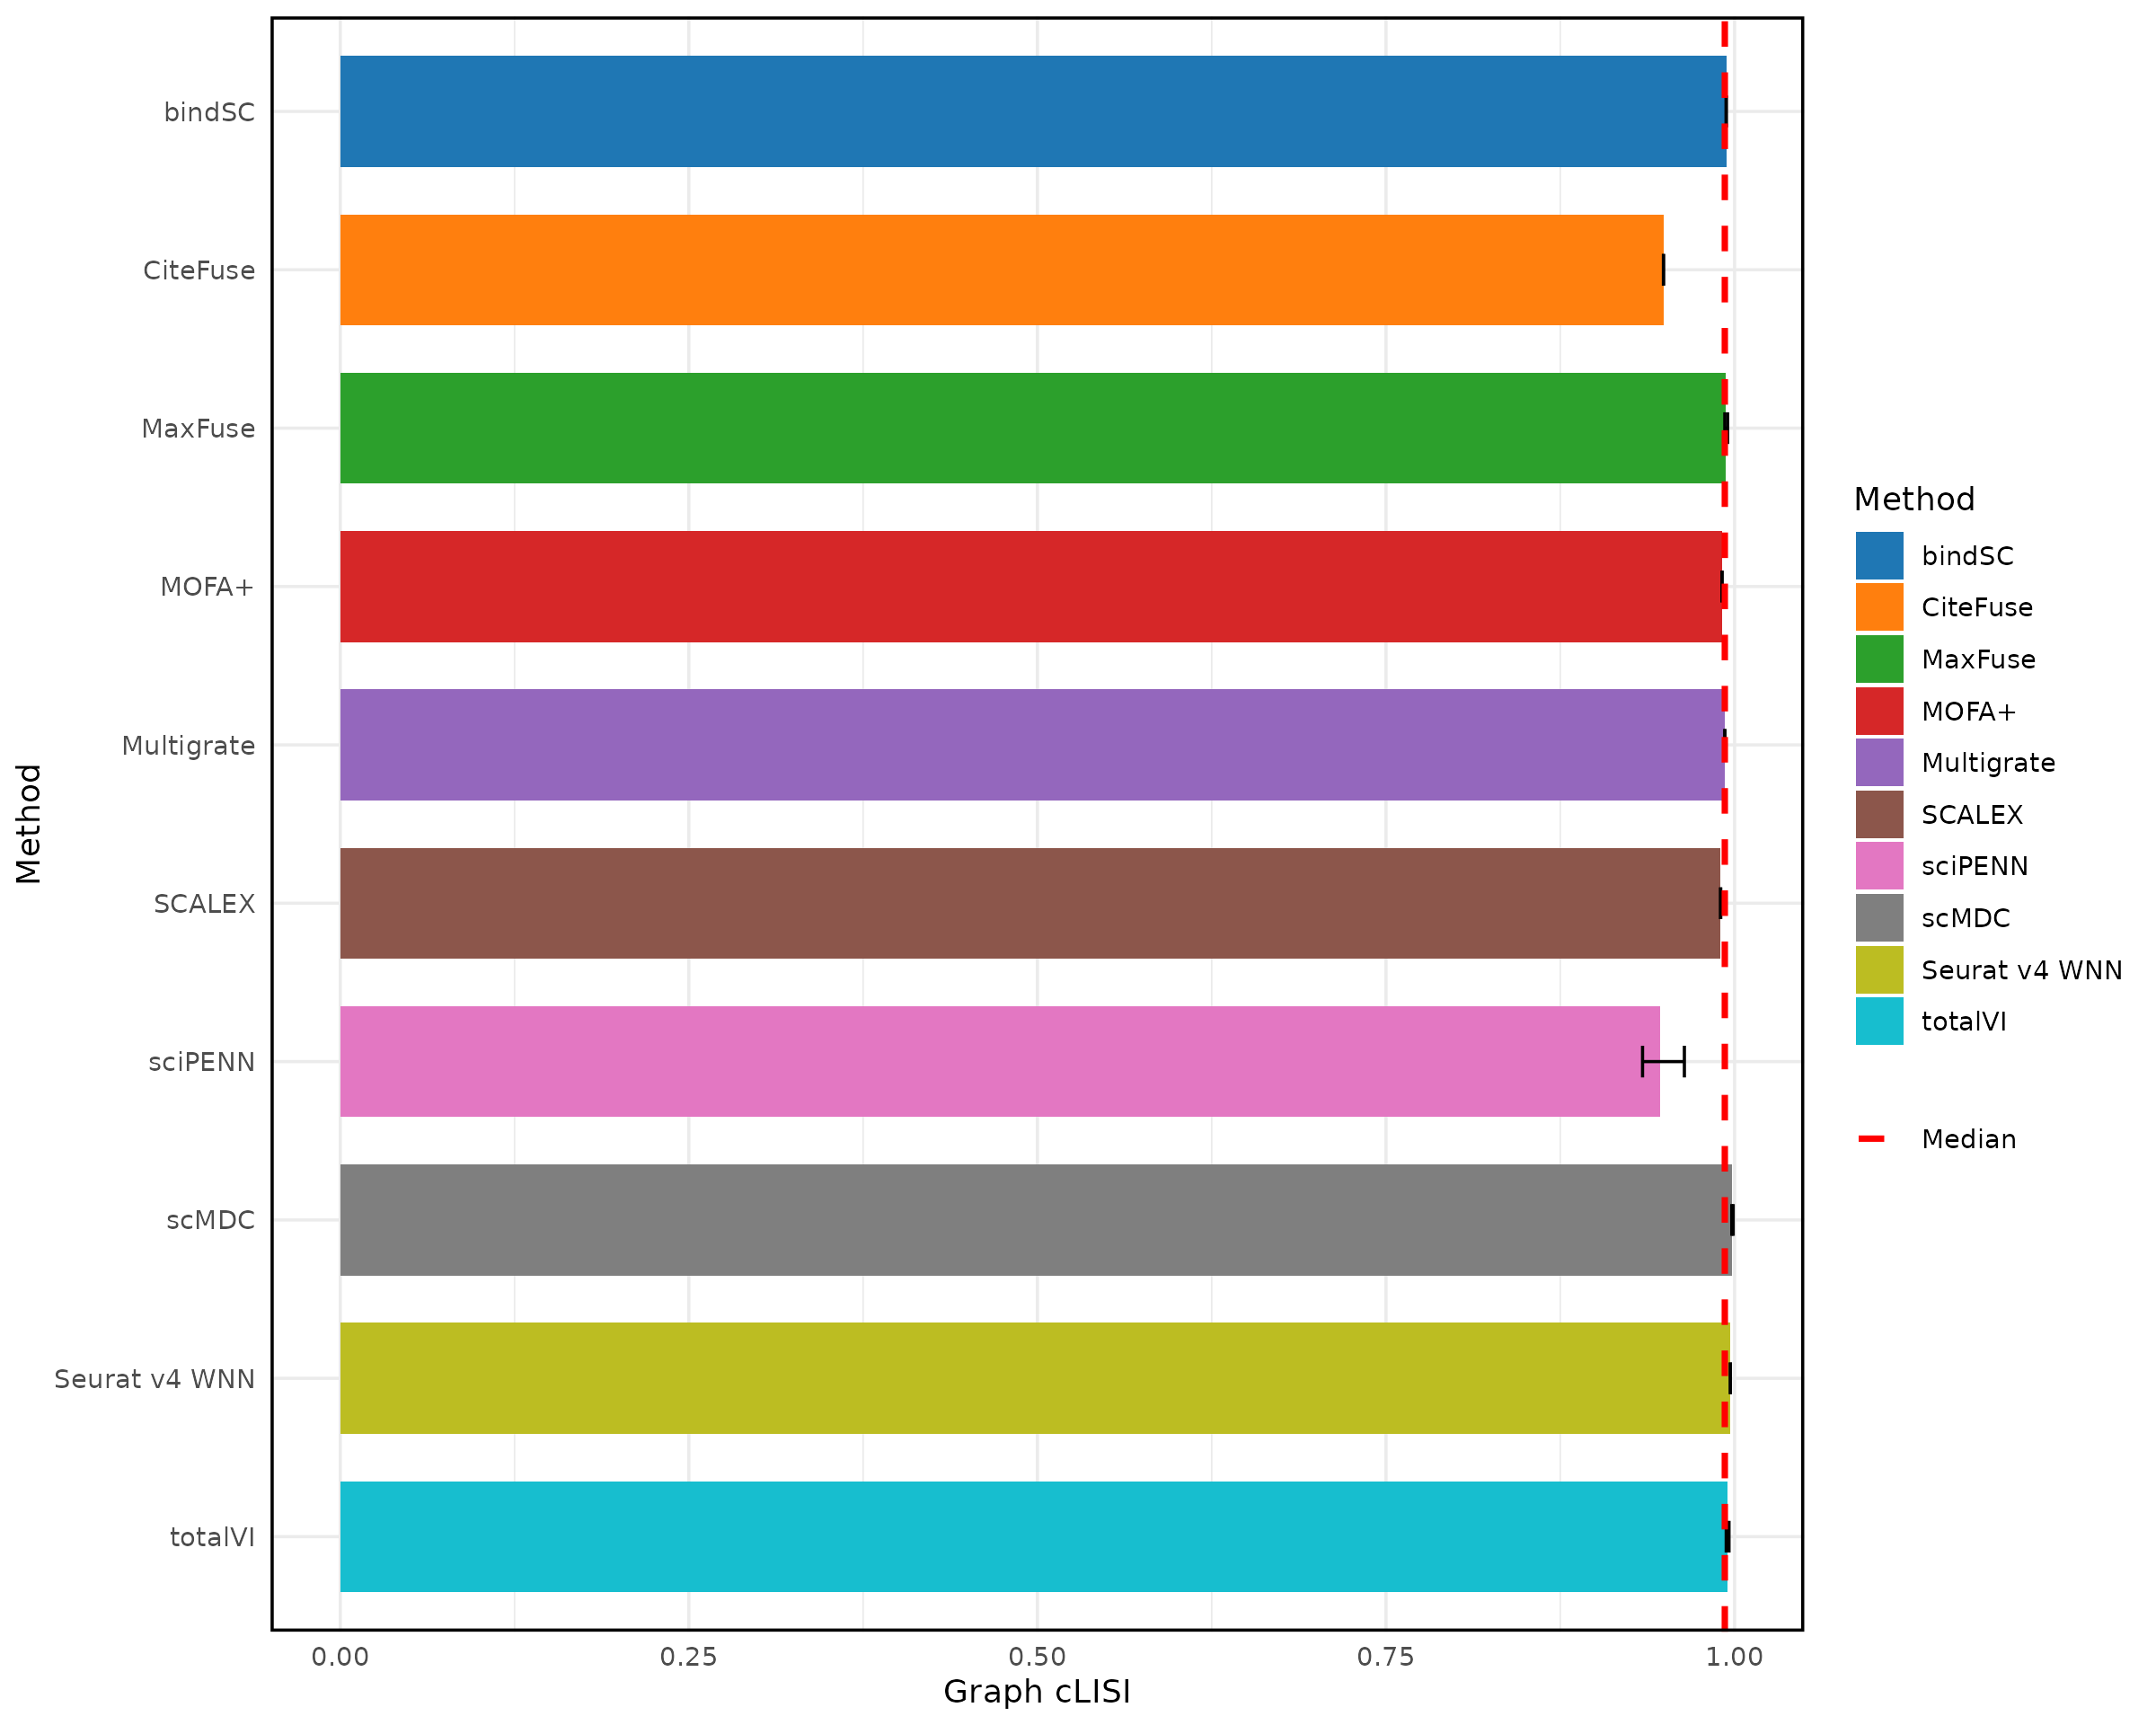 Method
bindSC
CiteFuse
MaxFuse
MOFA+
Multigrate
SCALEX
sciPENN
scMDC
Seurat v4 WNN
totalVI
0.00 0.25 0.50 0.75 1.00
Graph cLISI
Method
bindSC
CiteFuse
MaxFuse
MOFA+
Multigrate
SCALEX
sciPENN
scMDC
Seurat v4 WNN
totalVI
Median